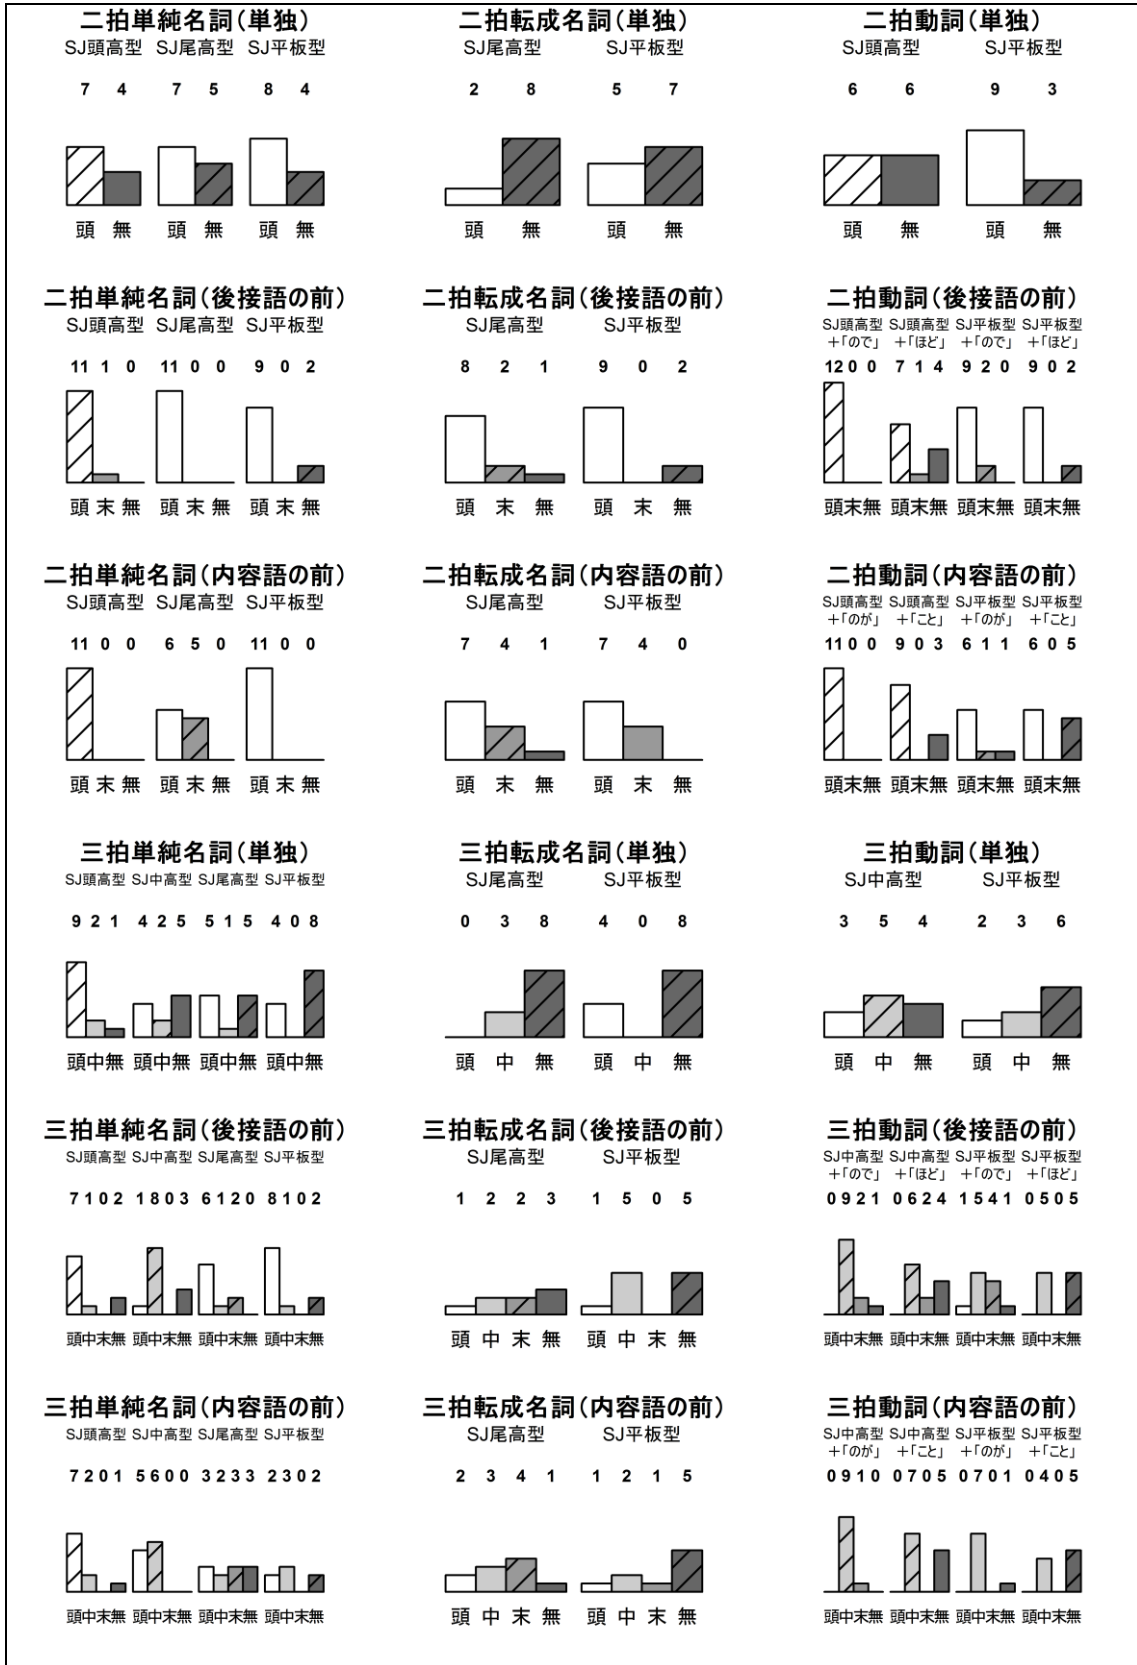 二拍単純名詞(単独)
SJ頭高型 SJ尾高型 SJ平板型
7 4 7 5 8 4
頭 無 頭 無 頭 無
二拍転成名詞(単独)
SJ尾高型 SJ平板型
2 8 5 7
頭 無 頭 無
二拍動詞(単独)
SJ頭高型 SJ平板型
6 6 9 3
頭 無 頭 無
二拍単純名詞(後接語の前)
SJ頭高型 SJ尾高型 SJ平板型
11 1 0 11 0 0 9 0 2
頭 末 無 頭 末 無 頭 末 無
二拍転成名詞(後接語の前)
SJ尾高型 SJ平板型
8 2 1 9 0 2
頭 末 無 頭 末 無
二拍動詞(後接語の前)
SJ頭高型 SJ頭高型 SJ平板型 SJ平板型
+「ので」 +「ほど」 +「ので」 +「ほど」
12 0 0 7 1 4 9 2 0 9 0 2
頭末無 頭末無 頭末無 頭末無
二拍単純名詞(内容語の前)
SJ頭高型 SJ尾高型 SJ平板型
11 0 0 6 5 0 11 0 0
頭 末 無 頭 末 無 頭 末 無
二拍転成名詞(内容語の前)
SJ尾高型 SJ平板型
7 4 1 7 4 0
頭 末 無 頭 末 無
二拍動詞(内容語の前)
SJ頭高型 SJ頭高型 SJ平板型 SJ平板型
+「のが」 +「こと」 +「のが」 +「こと」
11 0 0 9 0 3 6 1 1 6 0 5
頭末無 頭末無 頭末無 頭末無
三拍単純名詞(単独)
SJ頭高型 SJ中高型 SJ尾高型 SJ平板型
9 2 1 4 2 5 5 1 5 4 0 8
頭中無 頭中無 頭中無 頭中無
三拍転成名詞(単独)
SJ尾高型 SJ平板型
0 3 8 4 0 8
頭 中 無 頭 中 無
三拍動詞(単独)
SJ中高型 SJ平板型
3 5 4 2 3 6
頭 中 無 頭 中 無
三拍単純名詞(後接語の前)
SJ頭高型 SJ中高型 SJ尾高型 SJ平板型
7 1 0 2 1 8 0 3 6 1 2 0 8 1 0 2
頭中末無 頭中末無 頭中末無 頭中末無
三拍転成名詞(後接語の前)
SJ尾高型 SJ平板型
1 2 2 3 1 5 0 5
頭 中 末 無 頭 中 末 無
三拍動詞(後接語の前)
SJ中高型 SJ中高型 SJ平板型 SJ平板型
+「ので」 +「ほど」 +「ので」 +「ほど」
0 9 2 1 0 6 2 4 1 5 4 1 0 5 0 5
頭中末無 頭中末無 頭中末無 頭中末無
三拍単純名詞(内容語の前)
SJ頭高型 SJ中高型 SJ尾高型 SJ平板型
7 2 0 1 5 6 0 0 3 2 3 3 2 3 0 2
頭中末無 頭中末無 頭中末無 頭中末無
三拍転成名詞(内容語の前)
SJ尾高型 SJ平板型
2 3 4 1 1 2 1 5
頭 中 末 無 頭 中 末 無
三拍動詞(内容語の前)
SJ中高型 SJ中高型 SJ平板型 SJ平板型
+「のが」 +「こと」 +「のが」 +「こと」
0 9 1 0 0 7 0 5 0 7 0 1 0 4 0 5
頭中末無 頭中末無 頭中末無 頭中末無